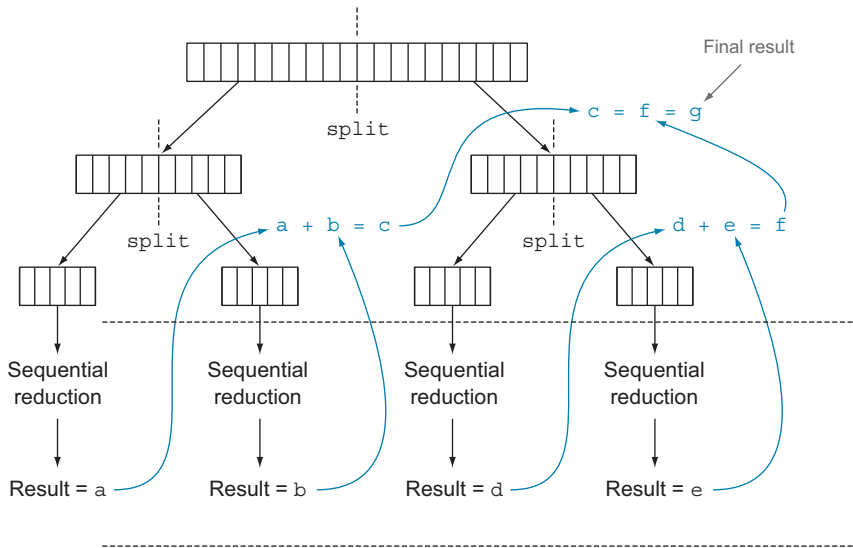 Final result
c = f = g
split
a + b = c
d + e = f
split
split
Sequential
reduction
Sequential
reduction
Sequential
reduction
Sequential
reduction
Result = a
Result = b
Result = d
Result = e